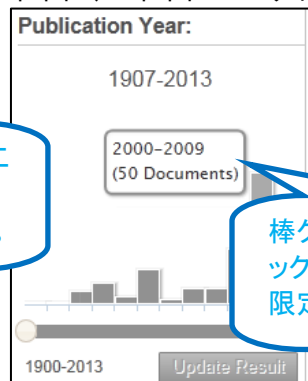 Publication Year:
1907-2013
2000-2009
(50 Documents)
棒グ
ック
限定
1900-2013
Update Result